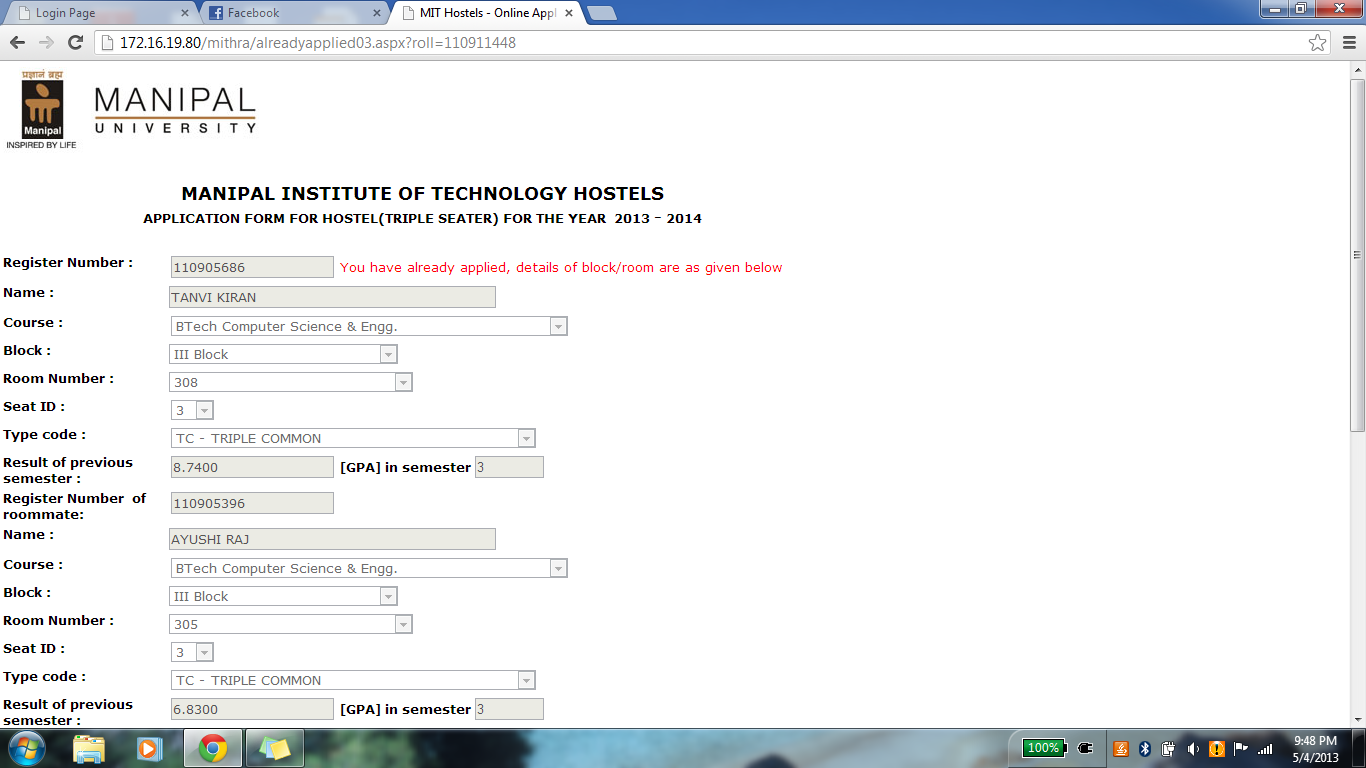 Login Page
Facebook
MIT Hostels - Online Appl
172.16.19.80/mithra/alreadyapplied03.aspx?roll=110911448
प्रज्ञानं ब्रह्म
Manipal
INSPIRED BY LIFE
MANIPAL
UNIVERSITY
MANIPAL INSTITUTE OF TECHNOLOGY HOSTELS
APPLICATION FORM FOR HOSTEL(TRIPLE SEATER) FOR THE YEAR 2013 - 2014
Register Number : 110905686 You have already applied, details of block/room are as given below
Name : TANVI KIRAN
Course : BTech Computer Science & Engg.
Block : III Block
Room Number : 308
Seat ID : 3
Type code : TC - TRIPLE COMMON
Result of previous
semester : 8.7400 [GPA] in semester 3
Register Number of
roommate: 110905396
Name : AYUSHI RAJ
Course : BTech Computer Science & Engg.
Block : III Block
Room Number : 305
Seat ID : 3
Type code : TC - TRIPLE COMMON
Result of previous
semester : 6.8300 [GPA] in semester 3
100%
9:48 PM
5/4/2013